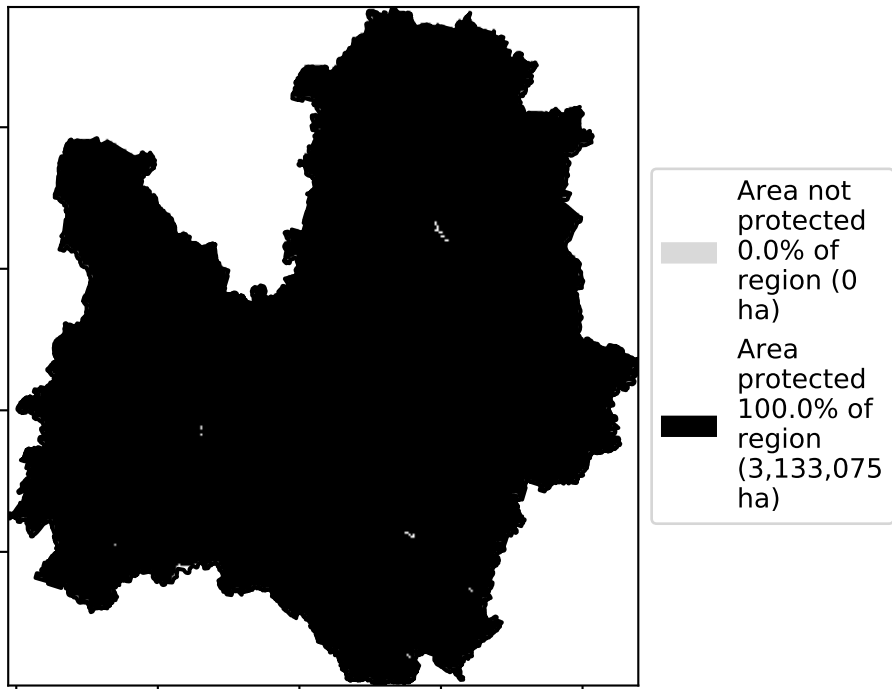 Area not
protected
0.0% of
region (0
ha)
Area
protected
100.0% of
region
(3,133,075
ha)